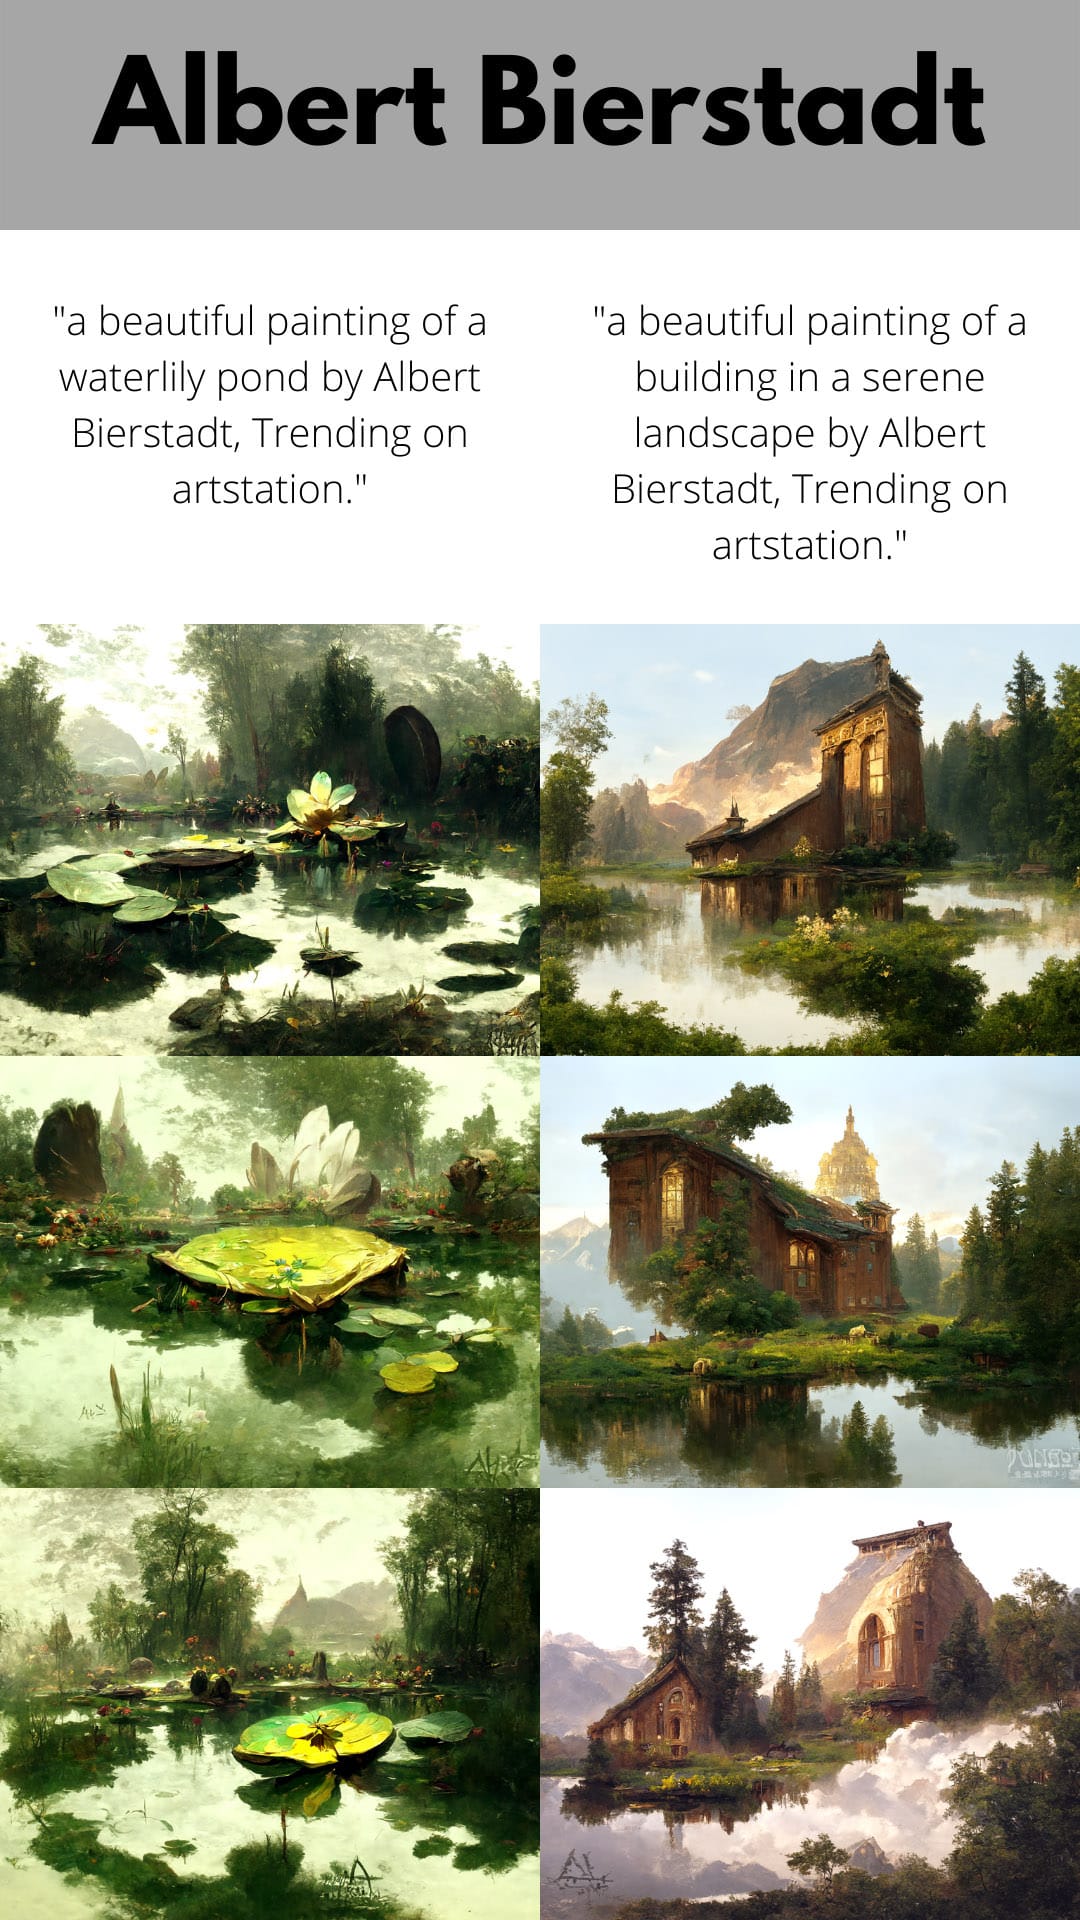 Albert Bierstadt
"a beautiful painting of a
waterlily pond by Albert
Bierstadt, Trending on
artstation."
"a beautiful painting of a
building in a serene
landscape by Albert
Bierstadt, Trending on
artstation."